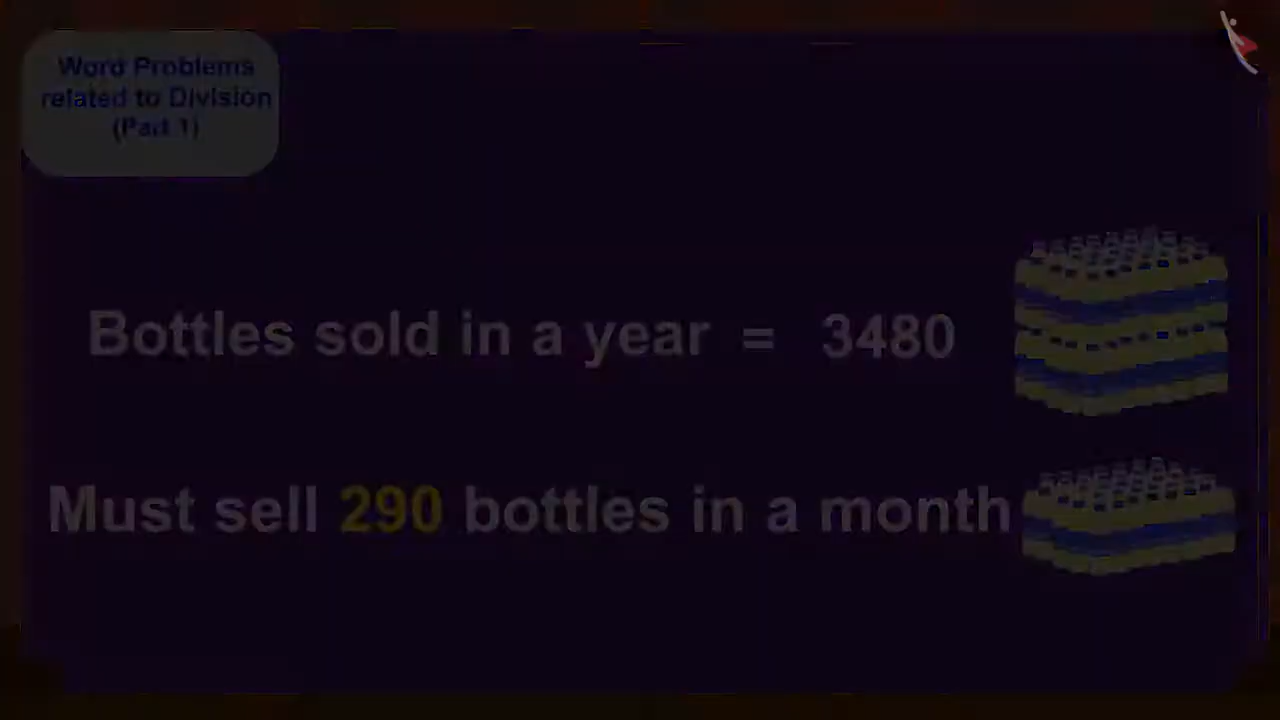 Word Problems
related to Division
(Part 1)
Bottles sold in a year = 3480
Must sell 290 bottles in a month